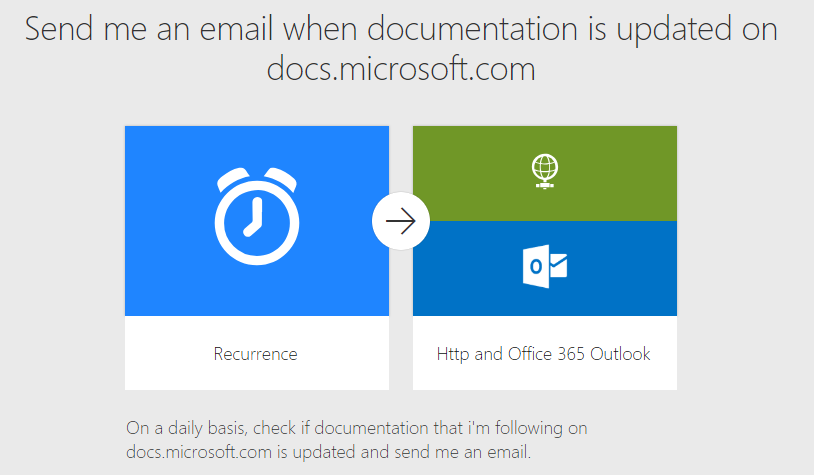 Send me an email when documentation is updated on
docs.microsoft.com
Recurrence
Http and Office 365 Outlook
On a daily basis, check if documentation that i'm following on
docs.microsoft.com is updated and send me an email.